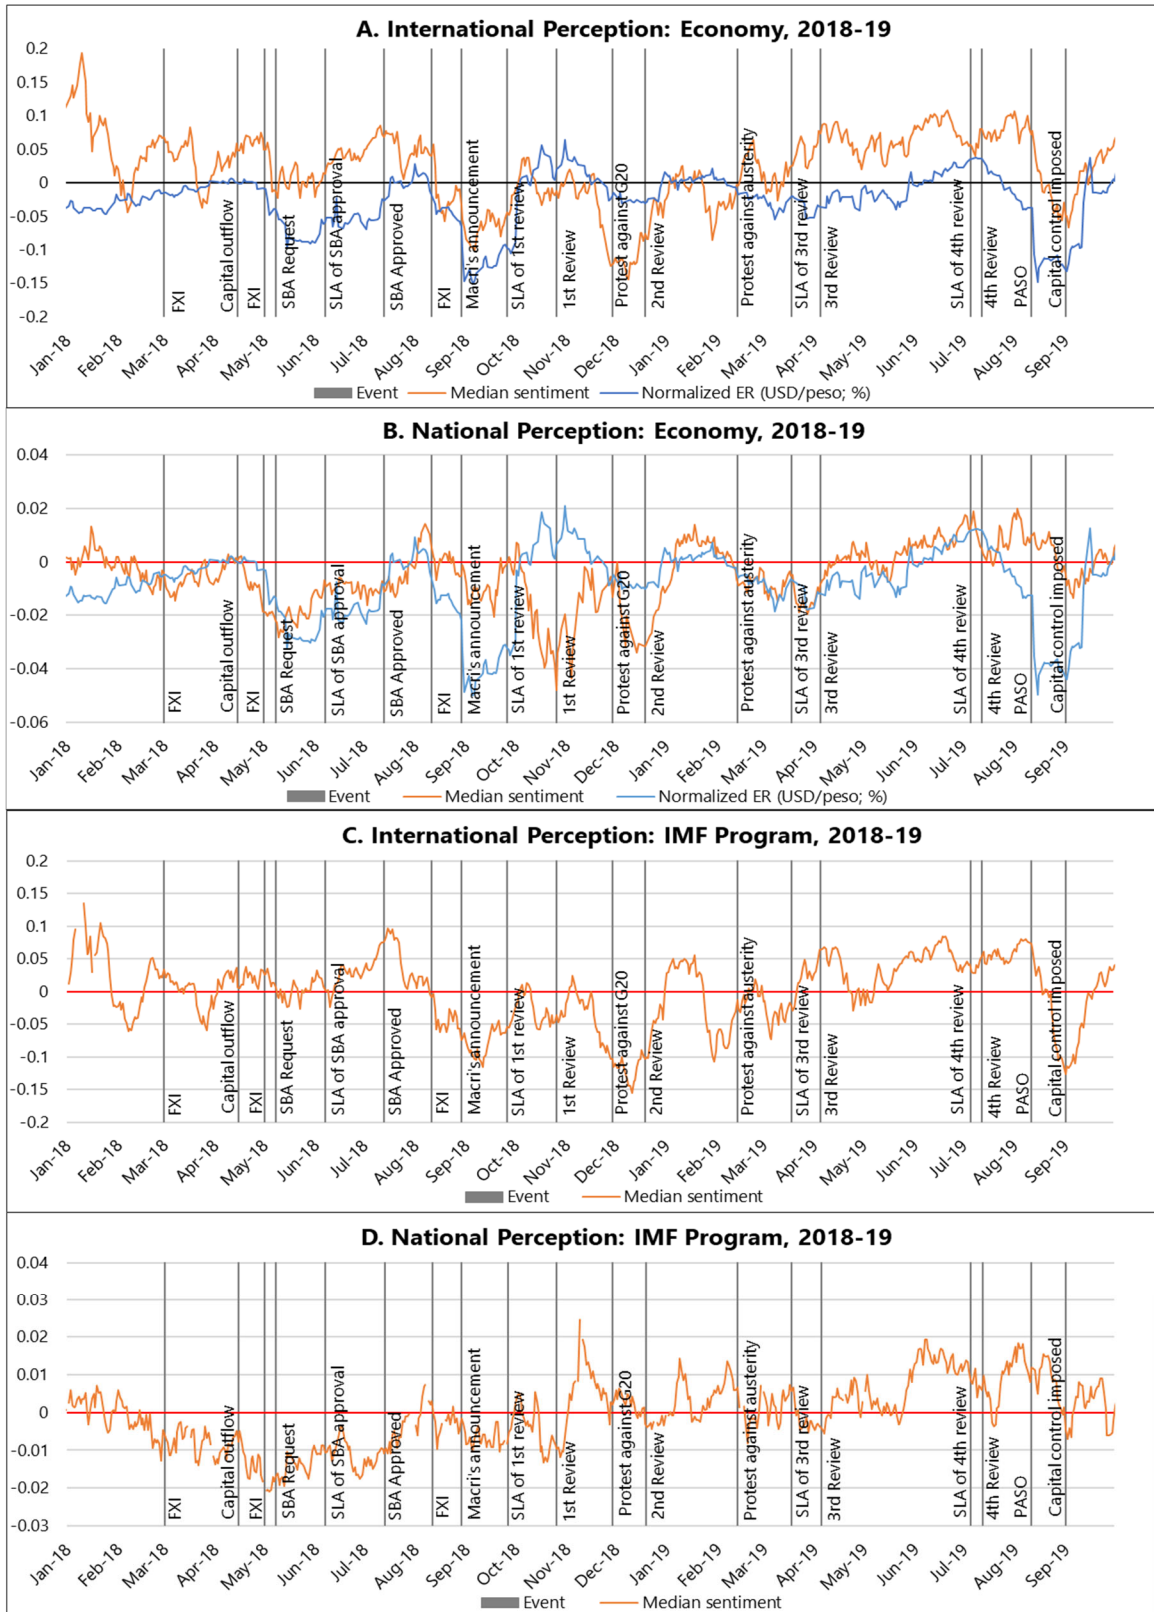 A. International Perception: Economy, 2018-19
0.2
0.15
0.1
0.05
0
-0.05
-0.1
-0.15
-0.2
FXI
Capital outflow
FXI
SBA Request
SLA of SBA approval
SBA Approved
FXI
Macri's announcement
SLA of 1st review
1st Review
Protest against G20
2nd Review
Protest against austerity
SLA of 3rd review
3rd Review
SLA of 4th review
4th Review
PASO
Capital control imposed
Jan-18
Feb-18
Mar-18
Apr-18
May-18
Jun-18
Jul-18
Aug-18
Sep-18
Oct-18
Nov-18
Dec-18
Jan-19
Feb-19
Mar-19
Apr-19
May-19
Jun-19
Jul-19
Aug-19
Sep-19
Event Median sentiment Normalized ER (USD/peso; %)
B. National Perception: Economy, 2018-19
0.04
0.02
0
-0.02
-0.04
-0.06
FXI
Capital outflow
FXI
SBA Request
SLA of SBA approval
SBA Approved
FXI
Macri's announcement
SLA of 1st review
1st Review
Protest against G20
2nd Review
Protest against austerity
SLA of 3rd review
3rd Review
SLA of 4th review
4th Review
PASO
Capital control imposed
Jan-18
Feb-18
Mar-18
Apr-18
May-18
Jun-18
Jul-18
Aug-18
Sep-18
Oct-18
Nov-18
Dec-18
Jan-19
Feb-19
Mar-19
Apr-19
May-19
Jun-19
Jul-19
Aug-19
Sep-19
Event Median sentiment Normalized ER (USD/peso; %)
C. International Perception: IMF Program, 2018-19
0.2
0.15
0.1
0.05
0
-0.05
-0.1
-0.15
-0.2
FXI
Capital outflow
FXI
SBA Request
SLA of SBA approval
SBA Approved
FXI
Macri's announcement
SLA of 1st review
1st Review
Protest against G20
2nd Review
Protest against austerity
SLA of 3rd review
3rd Review
SLA of 4th review
4th Review
PASO
Capital control imposed
Jan-18
Feb-18
Mar-18
Apr-18
May-18
Jun-18
Jul-18
Aug-18
Sep-18
Oct-18
Nov-18
Dec-18
Jan-19
Feb-19
Mar-19
Apr-19
May-19
Jun-19
Jul-19
Aug-19
Sep-19
Event Median sentiment
D. National Perception: IMF Program, 2018-19
0.04
0.03
0.02
0.01
0
-0.01
-0.02
-0.03
FXI
Capital outflow
FXI
SBA Request
SLA of SBA approval
SBA Approved
FXI
Macri's announcement
SLA of 1st review
1st Review
Protest against G20
2nd Review
Protest against austerity
SLA of 3rd review
3rd Review
SLA of 4th review
4th Review
PASO
Capital control imposed
Jan-18
Feb-18
Mar-18
Apr-18
May-18
Jun-18
Jul-18
Aug-18
Sep-18
Oct-18
Nov-18
Dec-18
Jan-19
Feb-19
Mar-19
Apr-19
May-19
Jun-19
Jul-19
Aug-19
Sep-19
Event Median sentiment